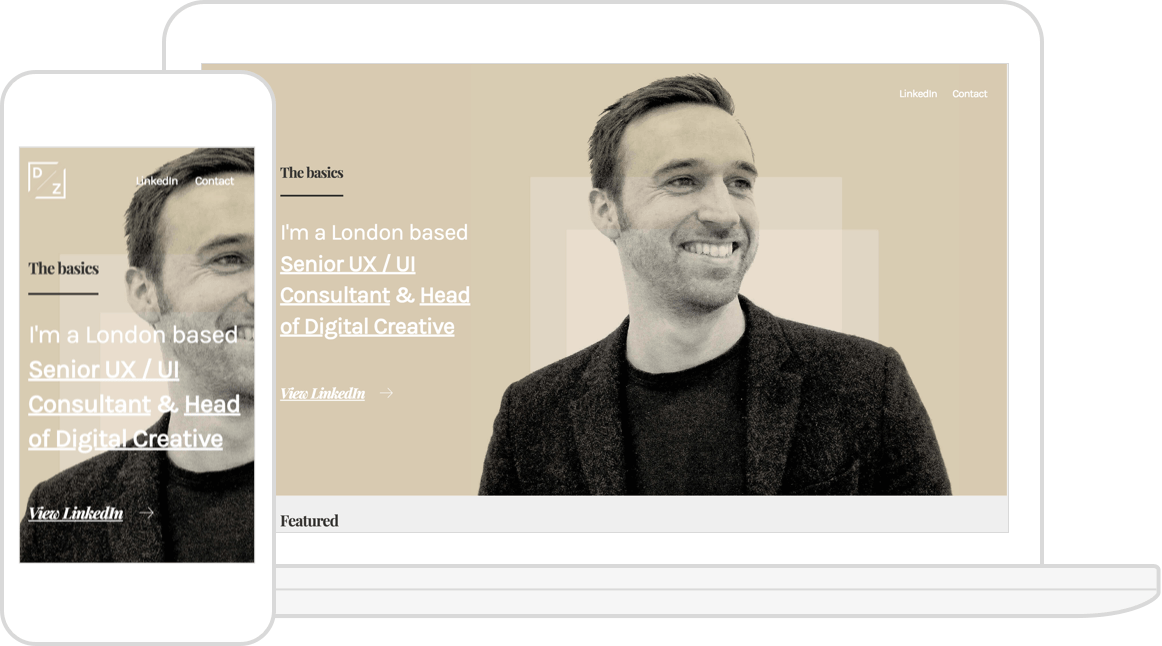 D
Z
LinkedIn Contact
The basics
I'm a London based
Senior UX / UI
Consultant & Head
of Digital Creative
View LinkedIn →
LinkedIn Contact
The basics
I'm a London based
Senior UX / UI
Consultant & Head
of Digital Creative
View LinkedIn →
Featured